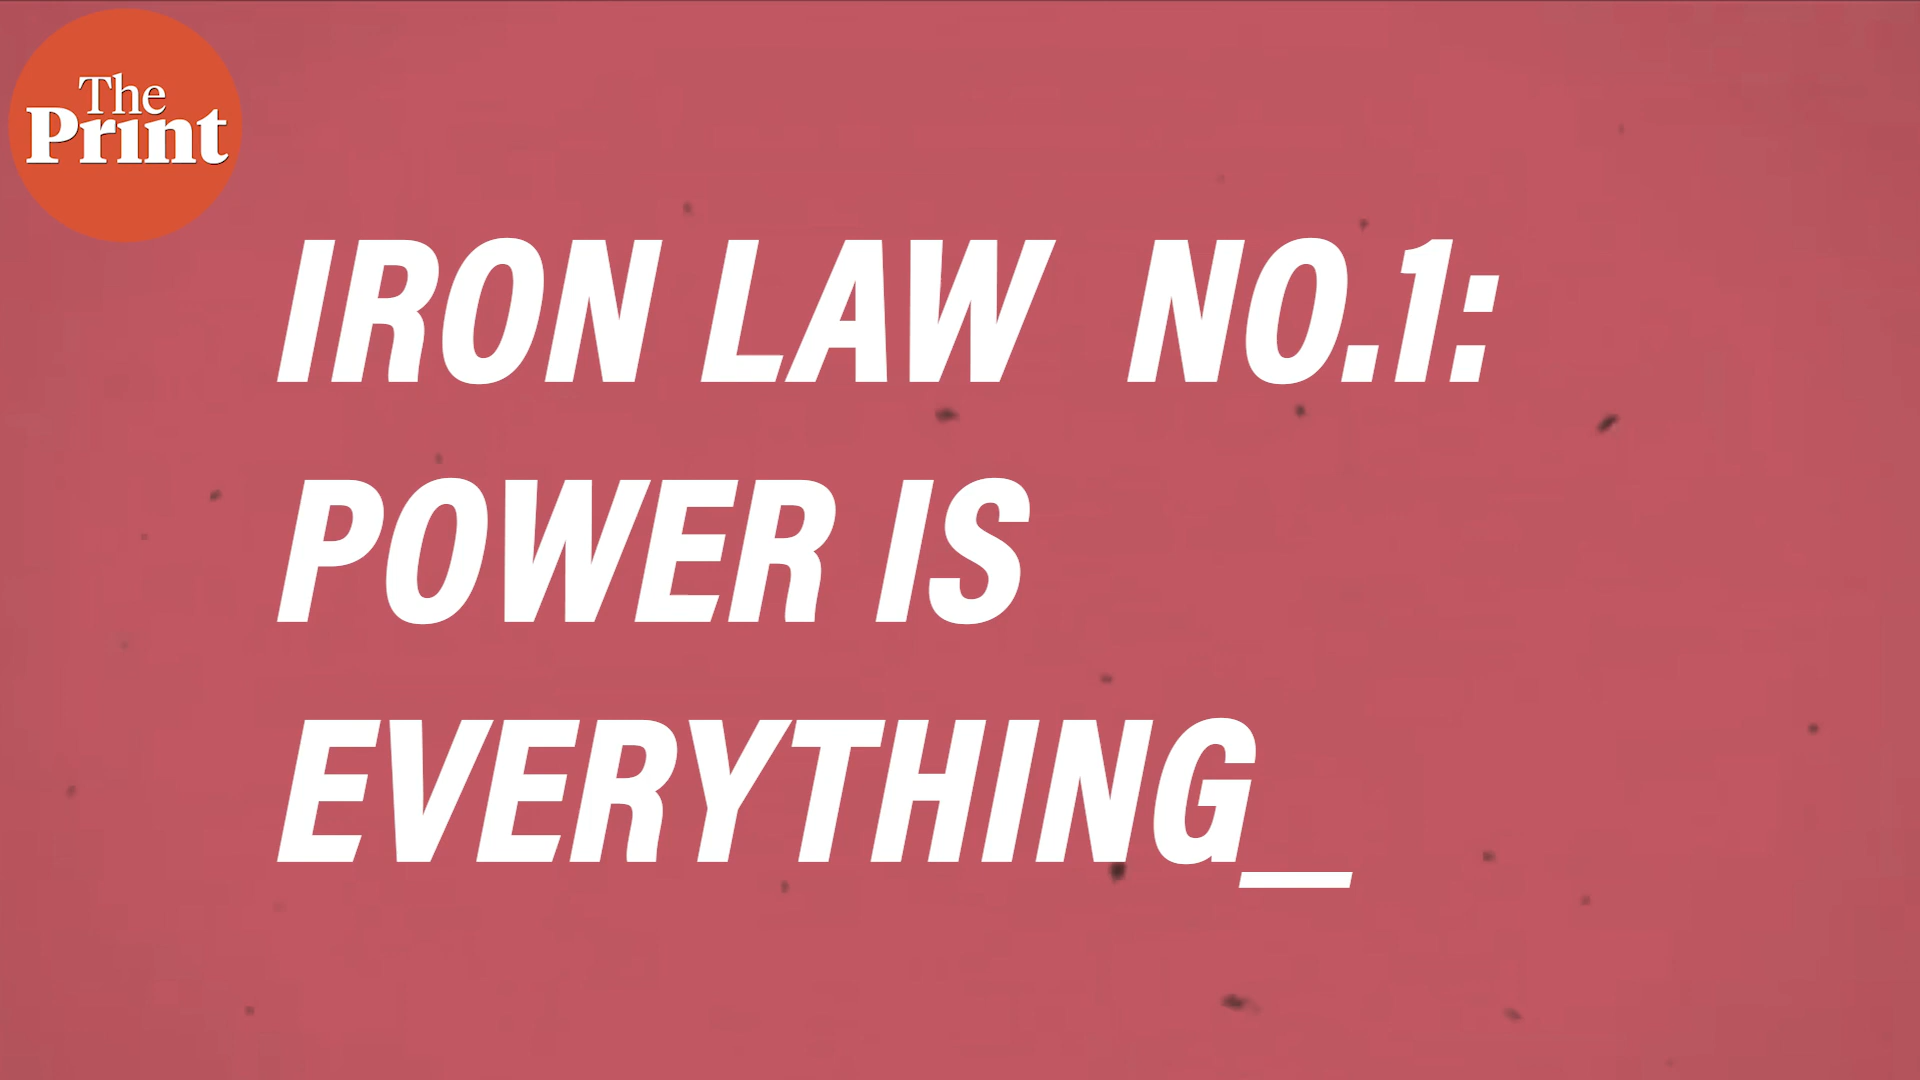 The
Print
IRON LAW  NO.1:
POWER IS
EVERYTHING_